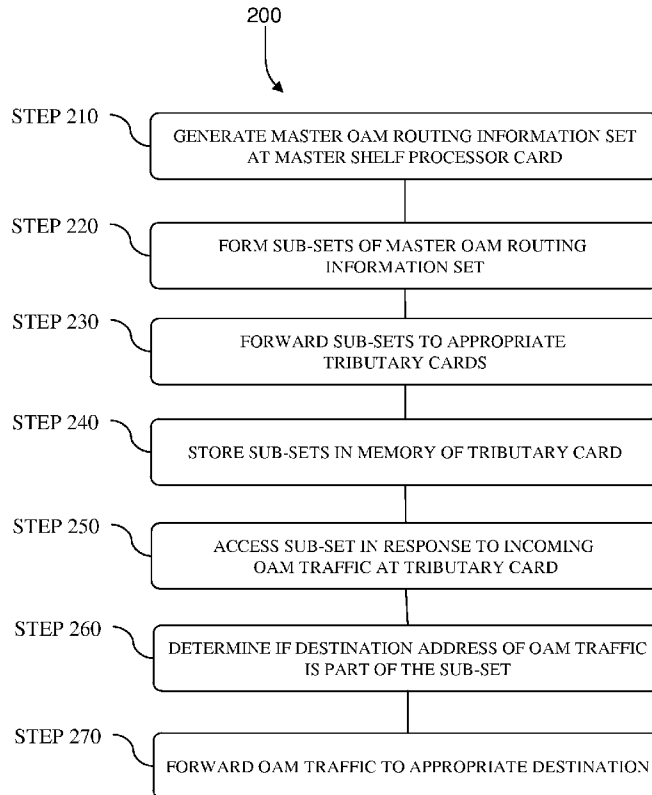 200
STEP 210
GENERATE MASTER OAM ROUTING INFORMATION SET
AT MASTER SHELF PROCESSOR CARD
STEP 220
FORM SUB-SETS OF MASTER OAM ROUTING
INFORMATION SET
STEP 230
FORWARD SUB-SETS TO APPROPRIATE
TRIBUTARY CARDS
STEP 240
STORE SUB-SETS IN MEMORY OF TRIBUTARY CARD
STEP 250
ACCESS SUB-SET IN RESPONSE TO INCOMING
OAM TRAFFIC AT TRIBUTARY CARD
STEP 260
DETERMINE IF DESTINATION ADDRESS OF OAM TRAFFIC
IS PART OF THE SUB-SET
STEP 270
FORWARD OAM TRAFFIC TO APPROPRIATE DESTINATION